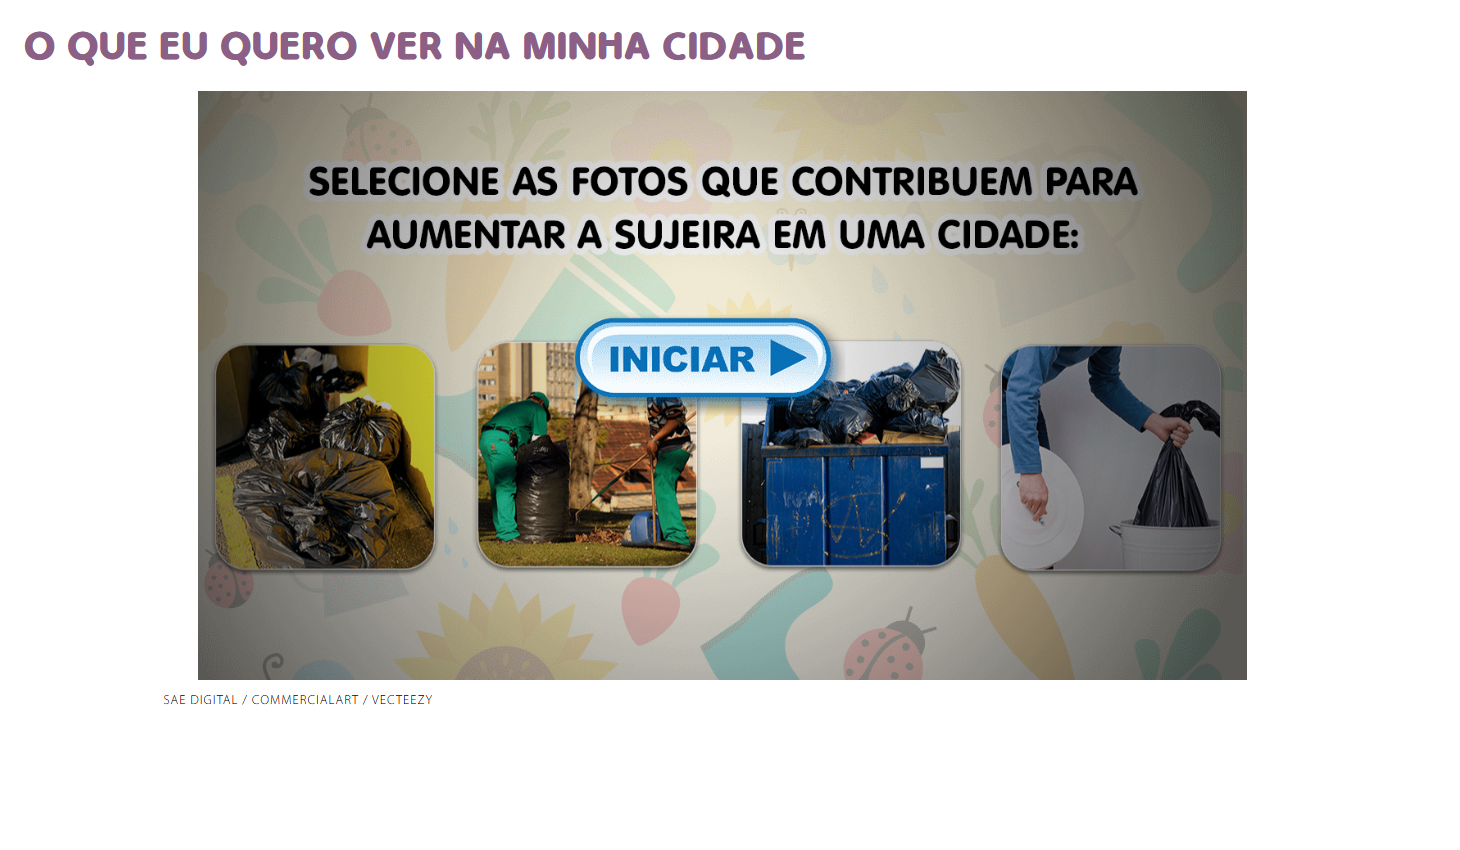 O QUE EU QUERO VER NA MINHA CIDADE
SELECIONE AS FOTOS QUE CONTRIBUEM PARA
AUMENTAR A SUJEIRA EM UMA CIDADE:
INICIAR
SAE DIGITAL / COMMERCIALART / VECTEEZY